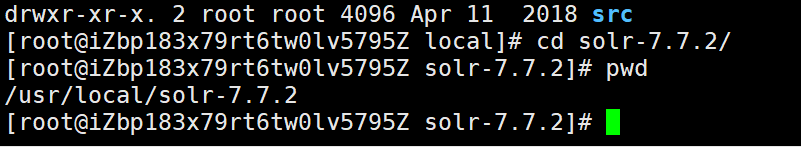 drwxr-xr-x. 2 root root 4096 Apr 11  2018 src
[root@iZbp183x79rt6tw0lv5795Z local]# cd solr-7.7.2/
[root@iZbp183x79rt6tw0lv5795Z solr-7.7.2]# pwd
/usr/local/solr-7.7.2
[root@iZbp183x79rt6tw0lv5795Z solr-7.7.2]#